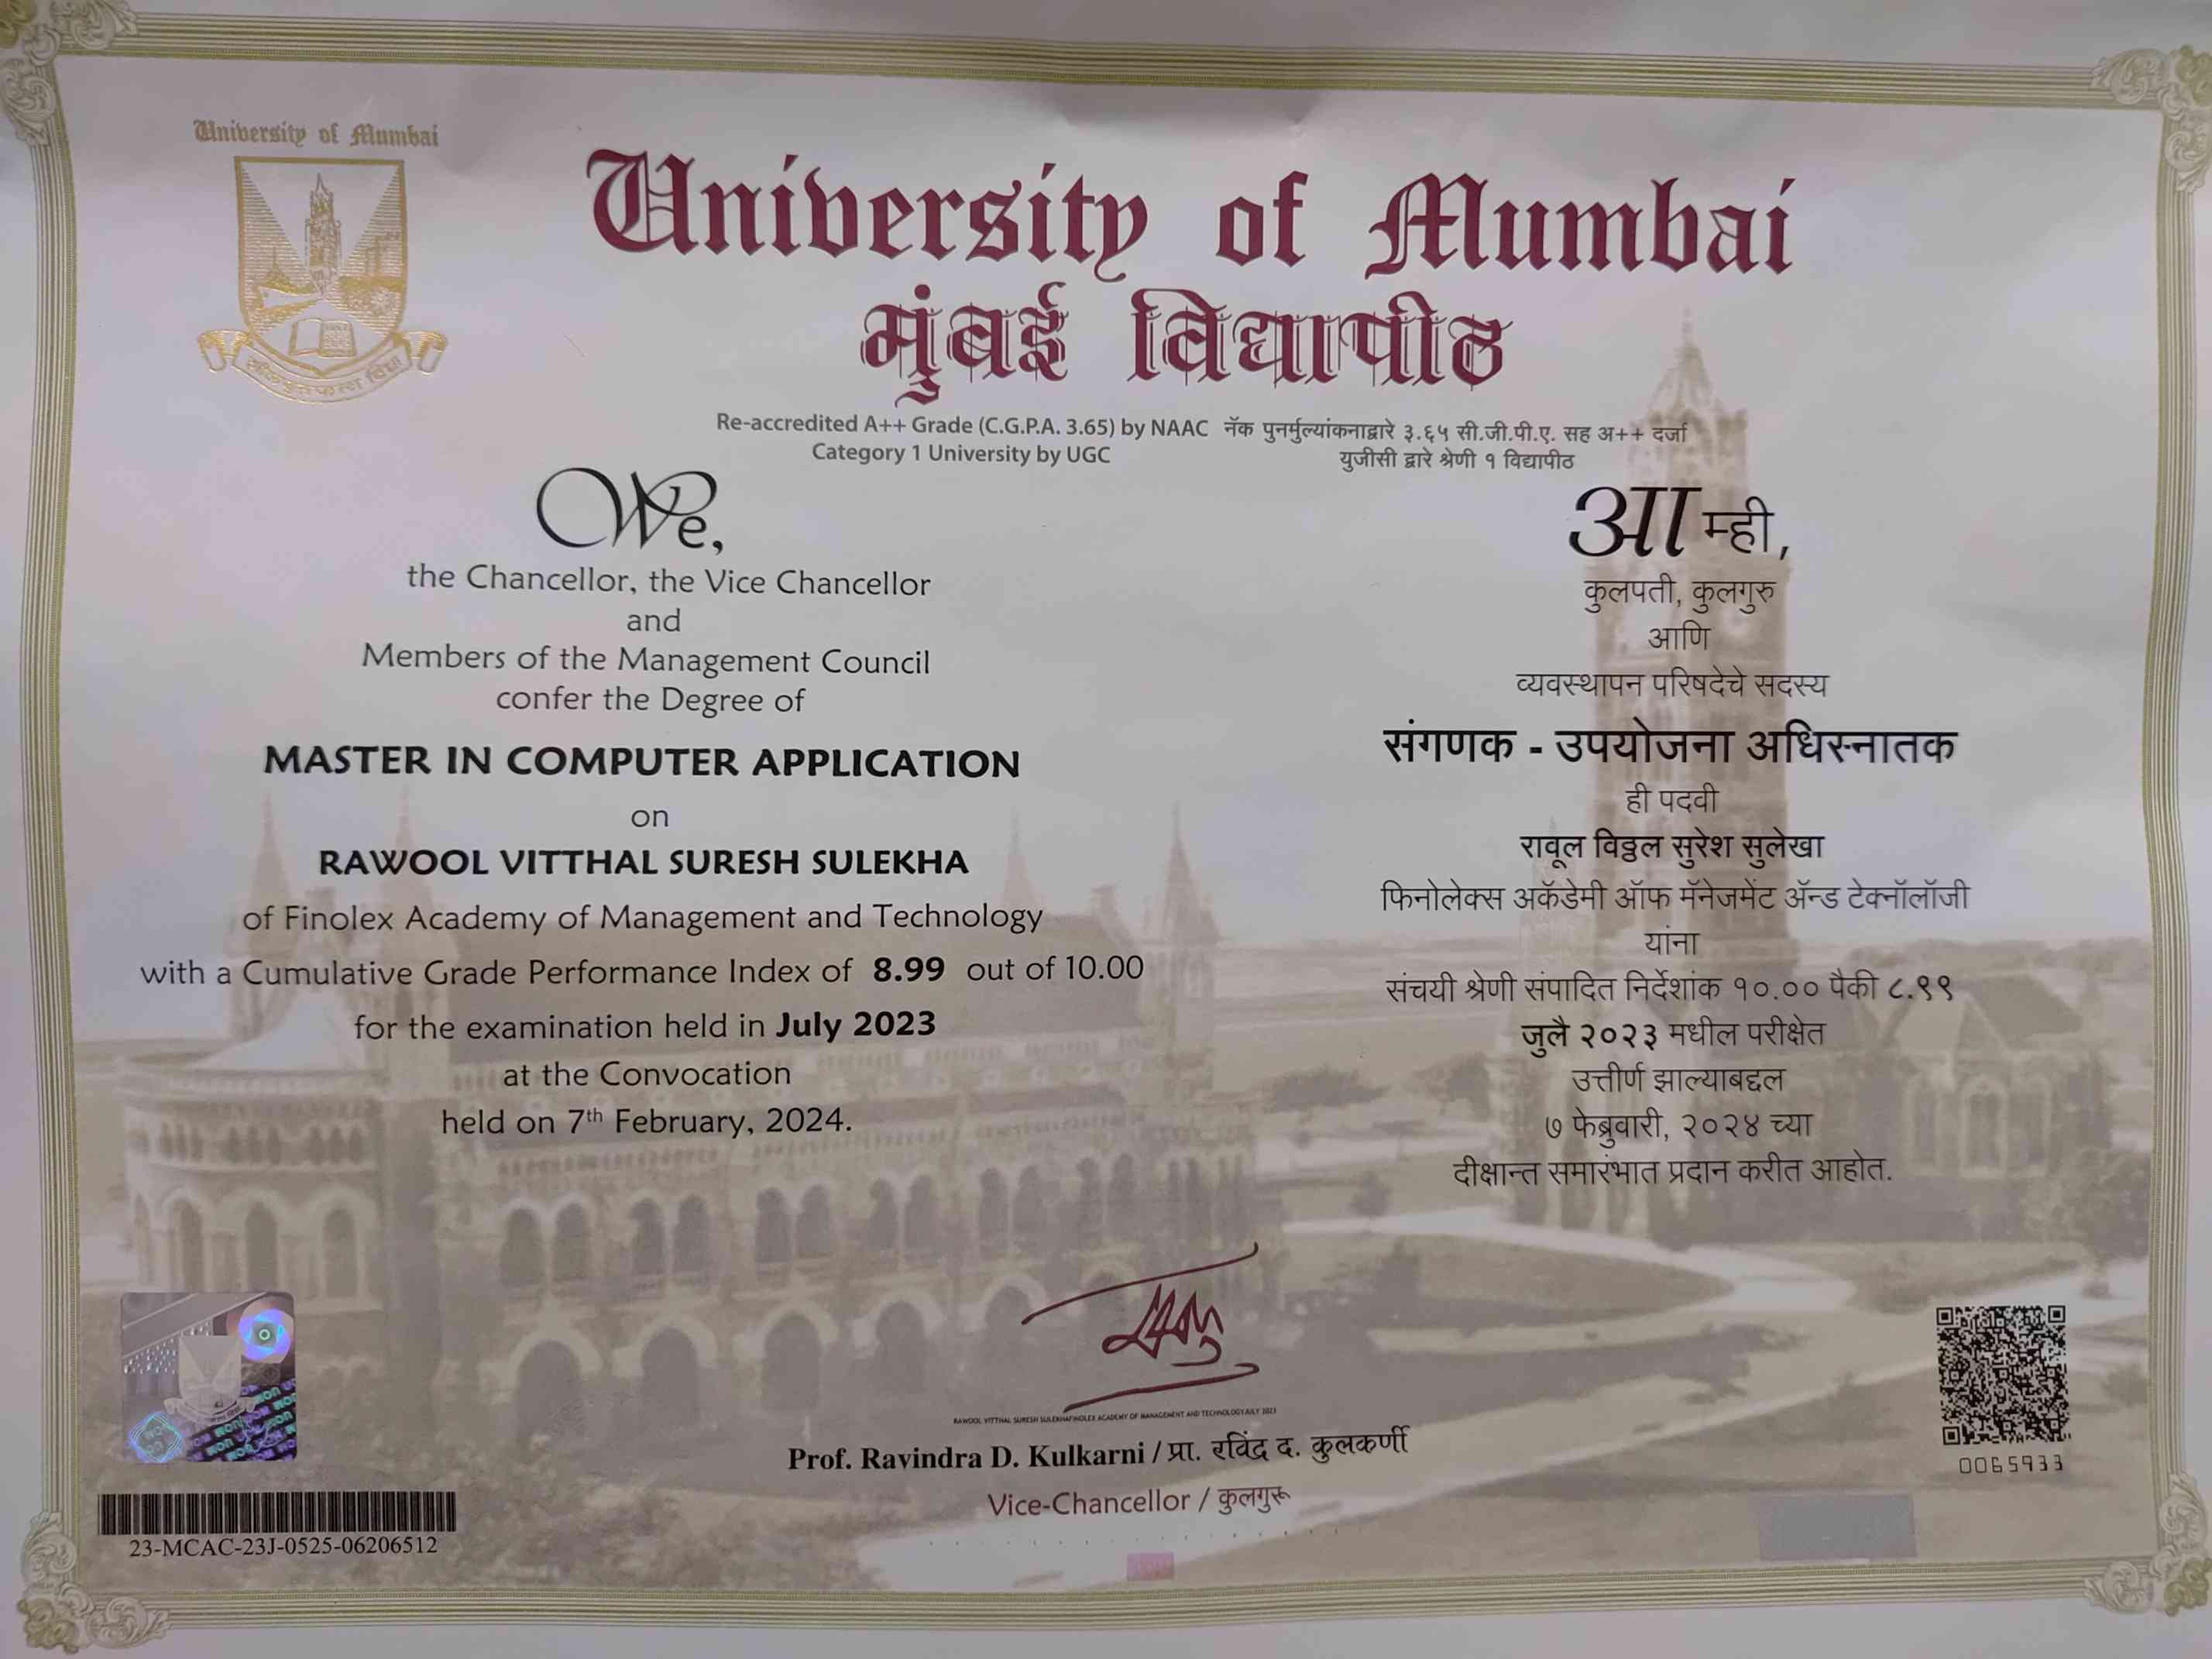 University of Mumbai
University of Mumbai
मुंबई विद्यापीठ
Re-accredited A++ Grade (C.G.P.A. 3.65) by NAAC नॅक पुनर्मुल्यांकनाद्वारे ३.६५ सी.जी.पी.ए. सह अ++ दर्जा
Category 1 University by UGC युजीसी द्वारे श्रेणी १ विद्यापीठ
We,
the Chancellor, the Vice Chancellor
and
Members of the Management Council
confer the Degree of
MASTER IN COMPUTER APPLICATION
on
RAWOOL VITTHAL SURESH SULEKHA
of Finolex Academy of Management and Technology
with a Cumulative Grade Performance Index of 8.99 out of 10.00
for the examination held in July 2023
at the Convocation
held on 7th February, 2024.
आम्ही,
कुलपती, कुलगुरु
आणि
व्यवस्थापन परिषदेचे सदस्य
संगणक - उपयोजना अधिस्नातक
ही पदवी
रावूल विठ्ठल सुरेश सुलेखा
फिनोलेक्स अकॅडेमी ऑफ मॅनेजमेंट ॲन्ड टेक्नॉलॉजी
यांना
संचयी श्रेणी संपादित निर्देशांक १०.०० पैकी ८.९९
जुलै २०२३ मधील परीक्षेत
उत्तीर्ण झाल्याबद्दल
७ फेब्रुवारी, २०२४ च्या
दीक्षान्त समारंभात प्रदान करीत आहोत.
RAWOOL VITTHAL SURESH SULEKHAFINOLEX ACADEMY OF MANAGEMENT AND TECHNOLOGYJULY 2023
Prof. Ravindra D. Kulkarni / प्रा. रविंद्र द. कुलकर्णी
Vice-Chancellor / कुलगुरू
0065933
23-MCAC-23J-0525-06206512